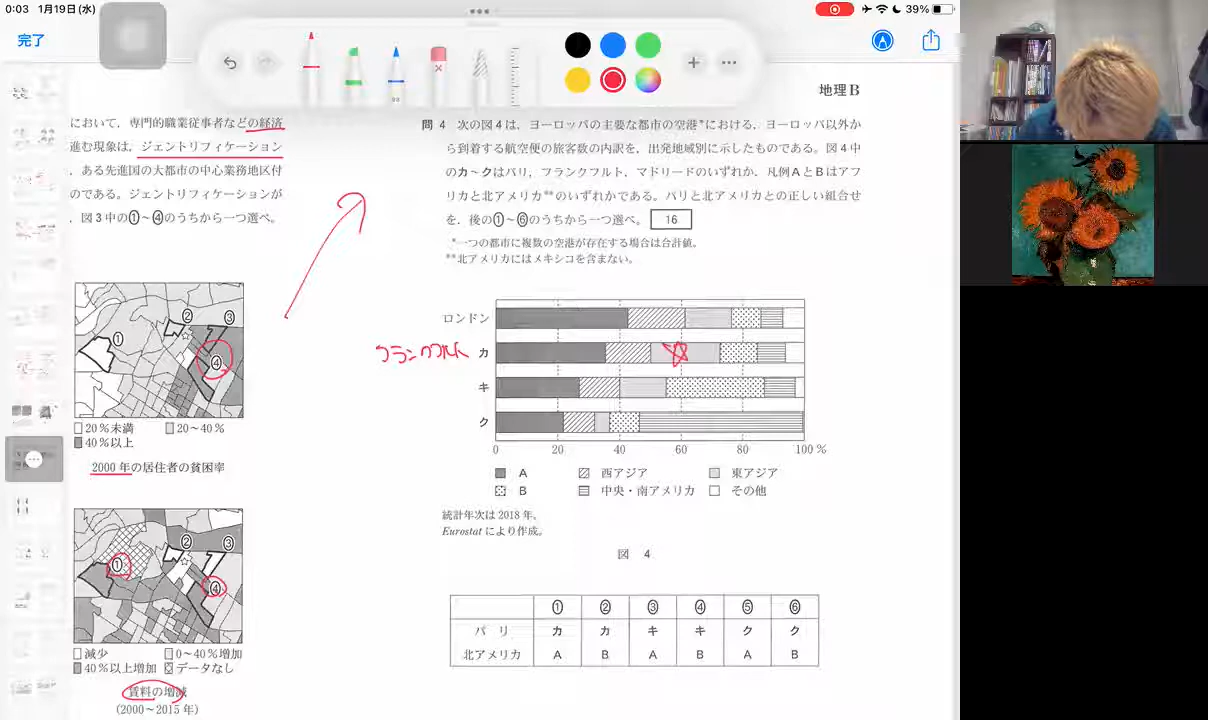 0:03 1月19日(水)
39%
完了
98
地理B
において，専門的職業従事者などの経済
進む現象は，ジェントリフィケーション
，ある先進国の大都市の中心業務地区付
のである。ジェントリフィケーションが
，図3中の①～④のうちから一つ選べ。
① ② ③ ④
20％未満 20～40％
40％以上
2000年の居住者の貧困率
① ② ③ ④
減少 0～40％増加
40％以上増加 データなし
賃料の増減
(2000～2015年)
問4 次の図4は，ヨーロッパの主要な都市の空港*における，ヨーロッパ以外か
ら到着する航空便の旅客数の内訳を，出発地域別に示したものである。図4中
のカ～クはパリ，フランクフルト，マドリードのいずれか，凡例AとBはアフ
リカと北アメリカ**のいずれかである。パリと北アメリカとの正しい組合せ
を，後の①～⑥のうちから一つ選べ。 16
*一つの都市に複数の空港が存在する場合は合計値。
**北アメリカにはメキシコを含まない。
ロンドン
フランクフルト カ
キ
ク
0 20 40 60 80 100 %
A 西アジア 東アジア
B 中央・南アメリカ その他
統計年次は2018年。
Eurostatにより作成。
図 4
① ② ③ ④ ⑤ ⑥
パ リ カ カ キ キ ク ク
北アメリカ A B A B A B